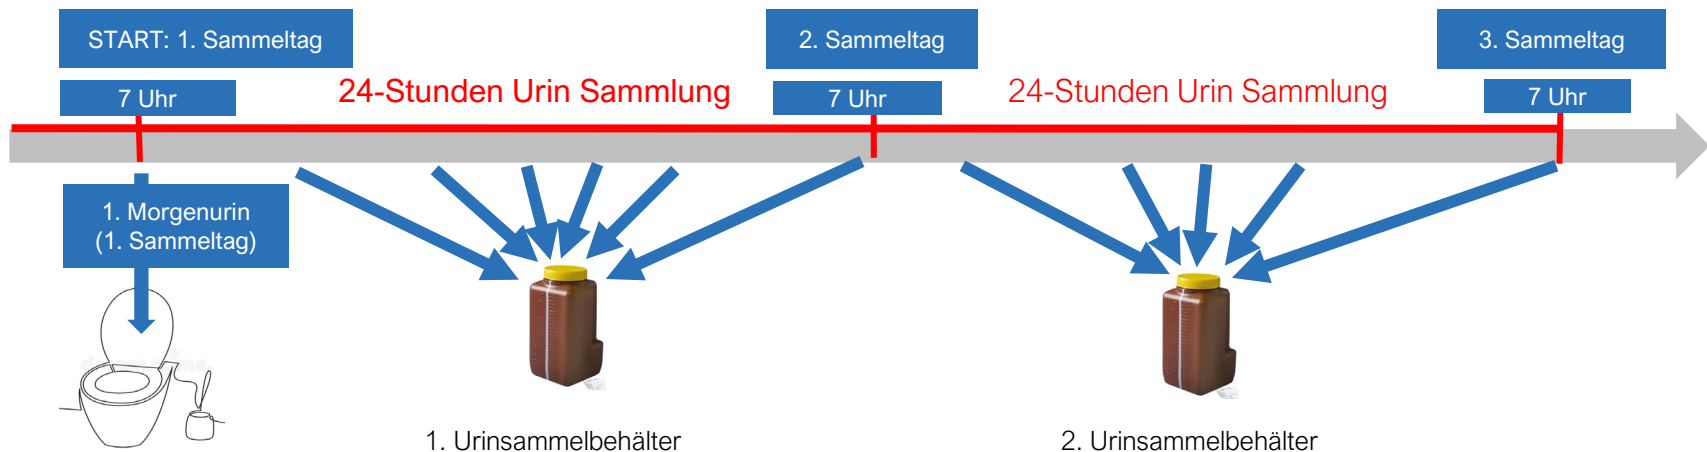 START: 1. Sammeltag
2. Sammeltag
3. Sammeltag
7 Uhr
24-Stunden Urin Sammlung
7 Uhr
24-Stunden Urin Sammlung
7 Uhr
1. Morgenurin
(1. Sammeltag)
1. Urinsammelbehälter
2. Urinsammelbehälter